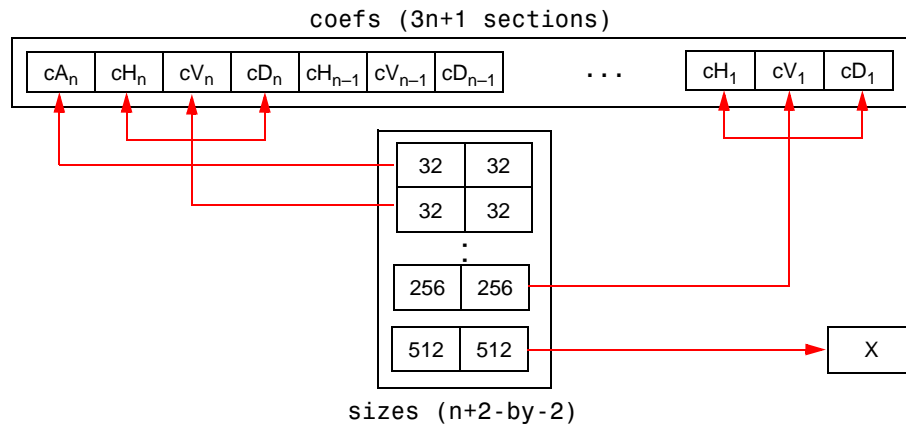 coefs (3n+1 sections)
cAn cHn cVn cDn cHn–1 cVn–1 cDn–1 ... cH1 cV1 cD1
32 32
32 32
:
256 256
512 512 X
sizes (n+2-by-2)